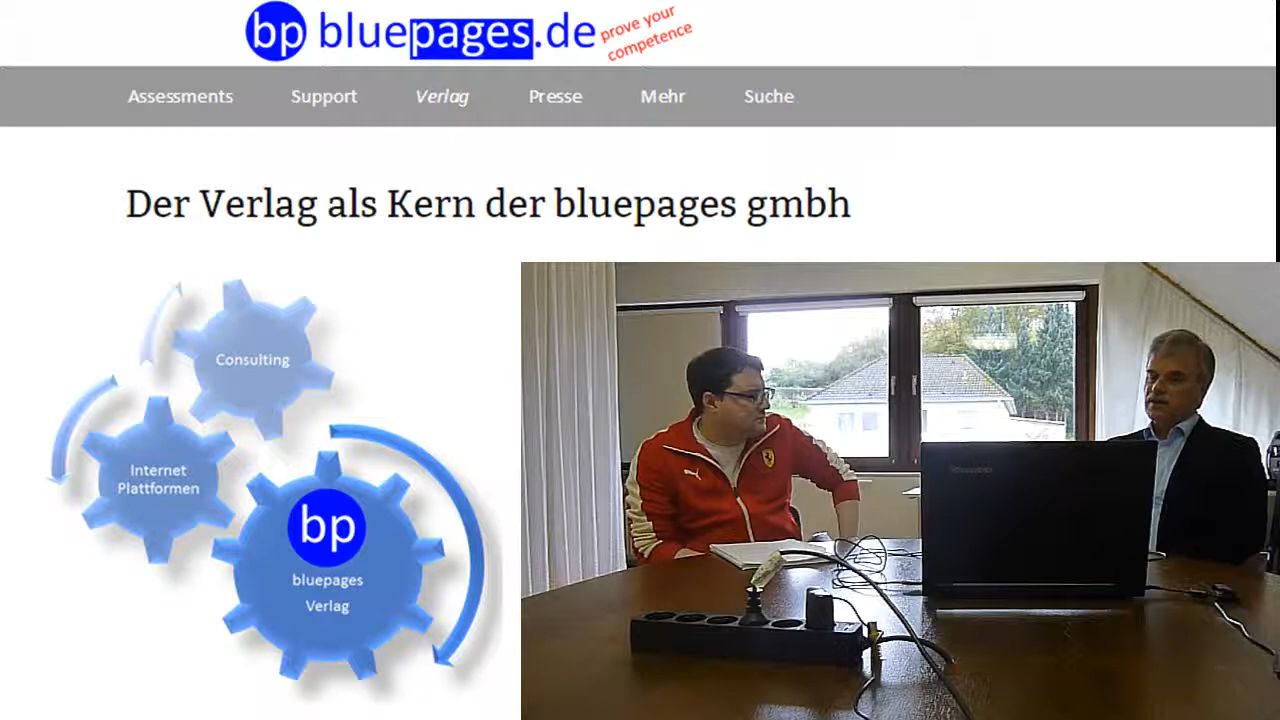 bp bluepages.de
prove your
competence
Assessments Support Verlag Presse Mehr Suche
Der Verlag als Kern der bluepages gmbh
Consulting
Internet
Plattformen
bp
bluepages
Verlag